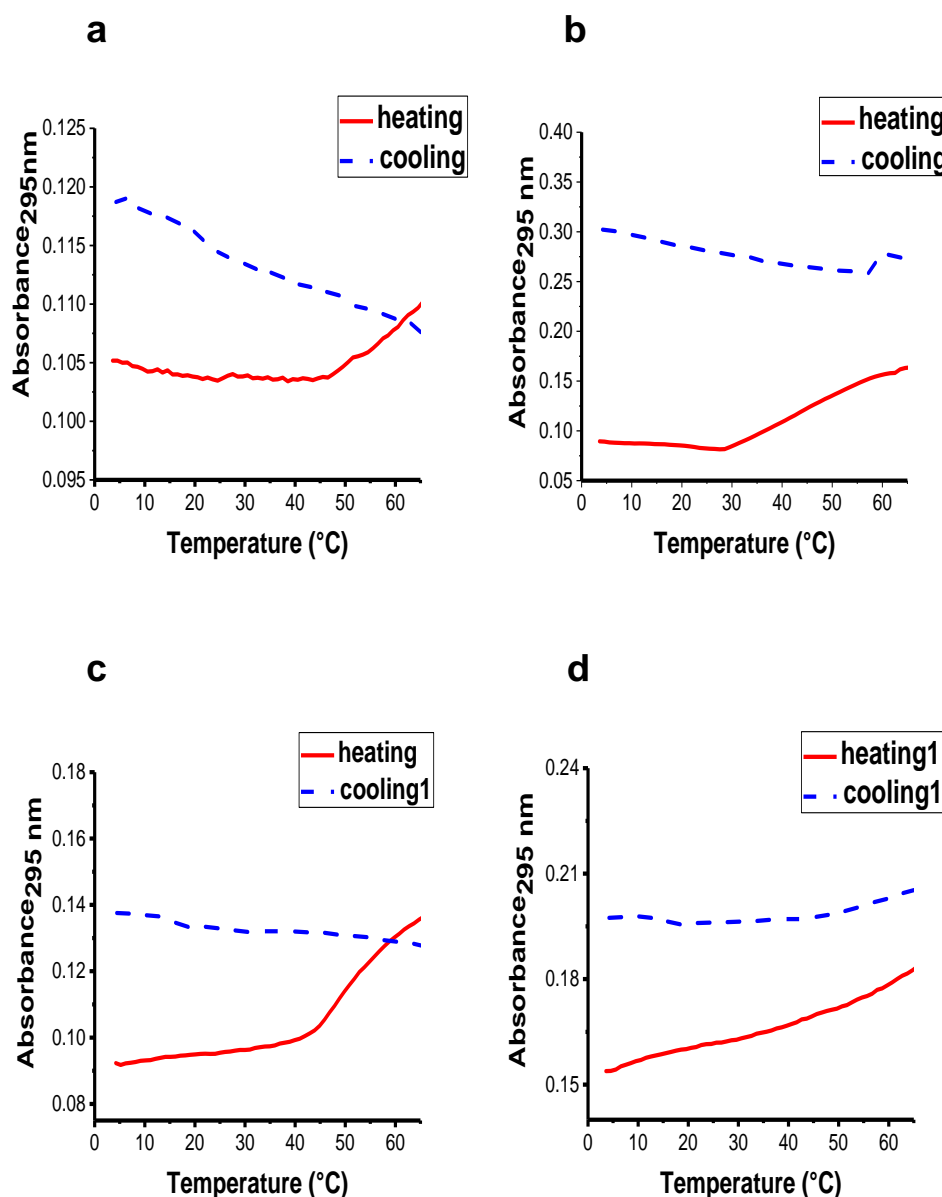 a
heating
cooling
0.125
0.120
0.115
0.110
0.105
0.100
0.095
Absorbance295nm
0 10 20 30 40 50 60
Temperature (°C)
b
heating
cooling
0.40
0.35
0.30
0.25
0.20
0.15
0.10
0.05
Absorbance295 nm
0 10 20 30 40 50 60
Temperature (°C)
c
heating
cooling1
0.18
0.16
0.14
0.12
0.10
0.08
Absorbance295 nm
0 10 20 30 40 50 60
Temperature (°C)
d
heating1
cooling1
0.24
0.21
0.18
0.15
Absorbance295 nm
0 10 20 30 40 50 60
Temperature (°C)